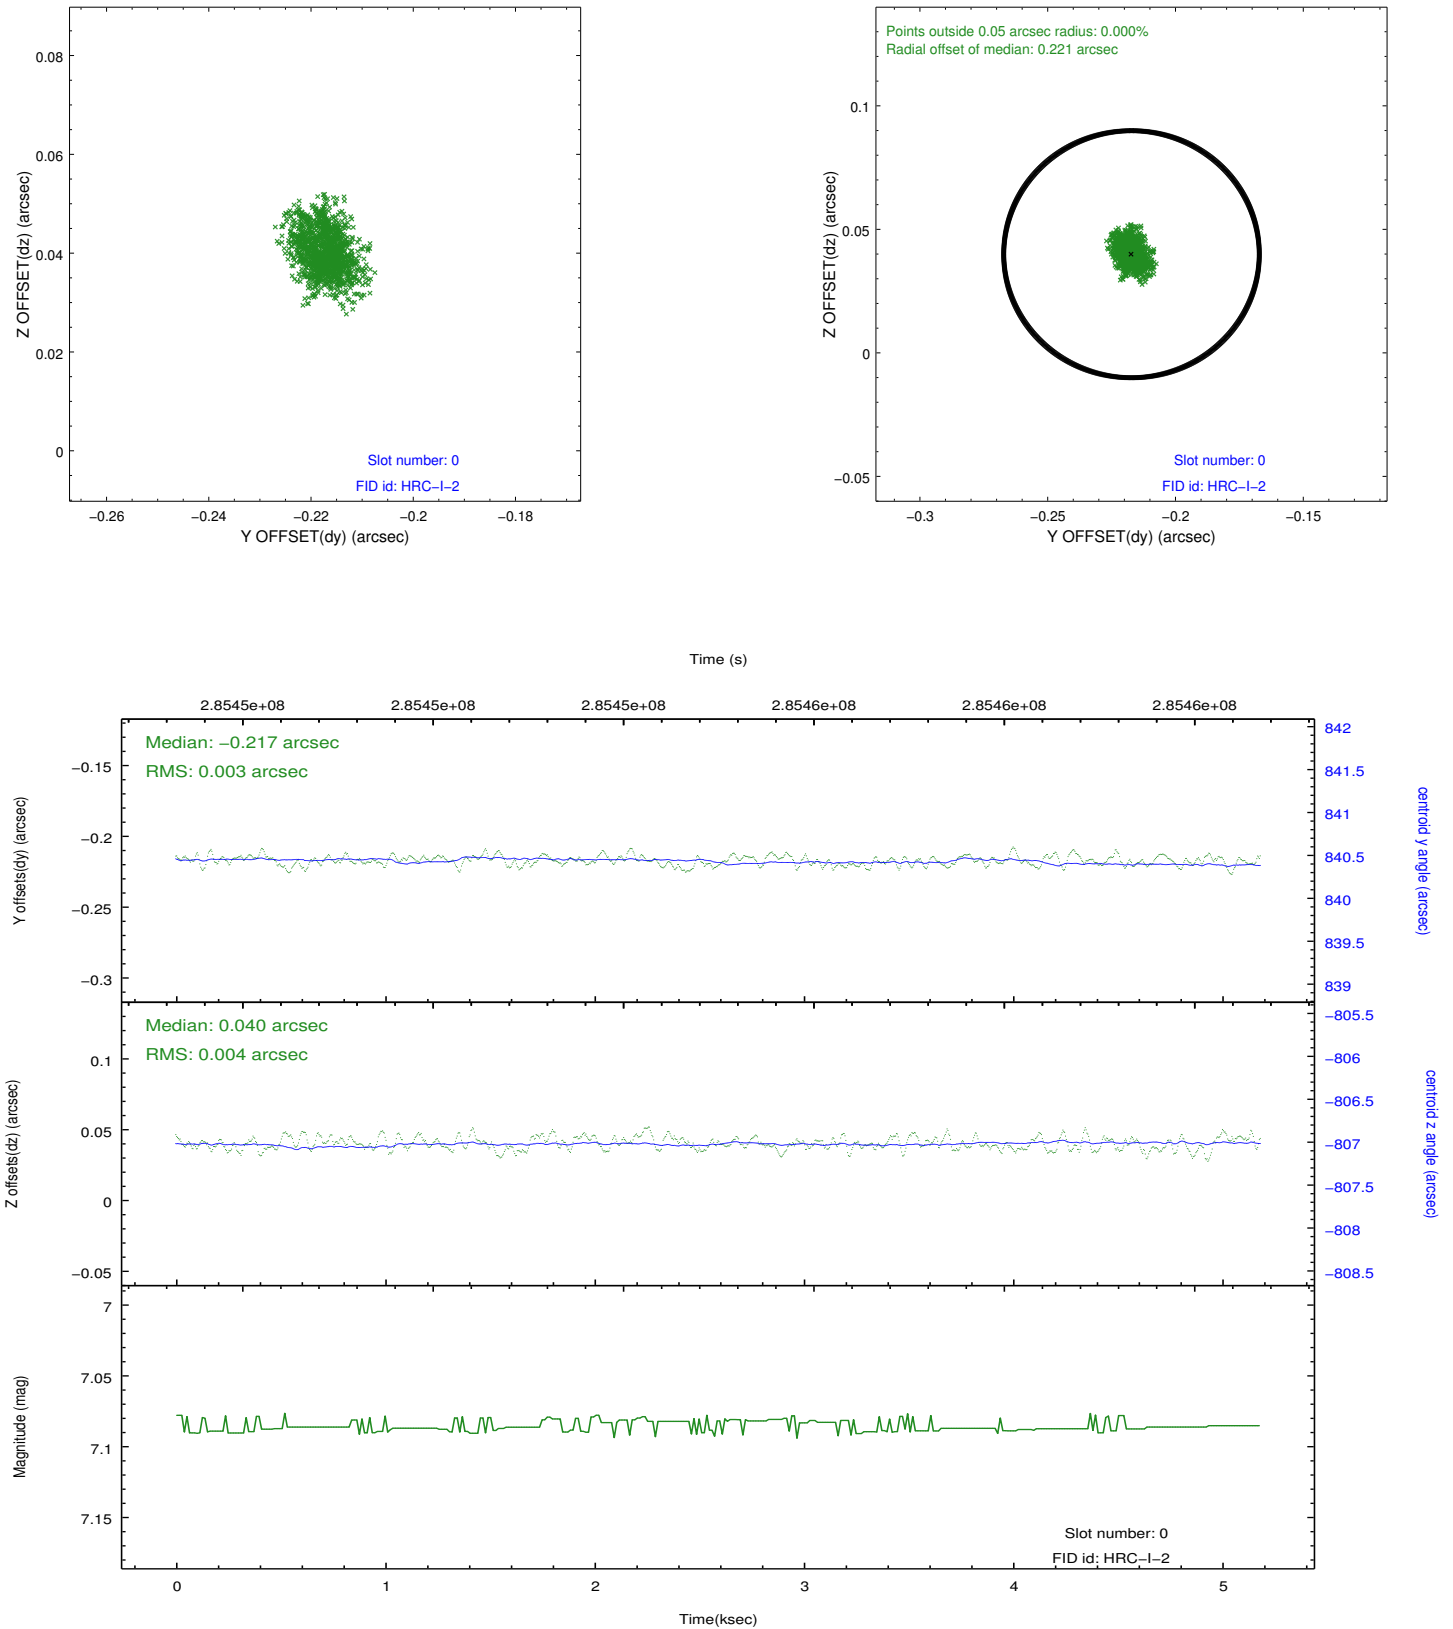 0.08
0.06
0.04
0.02
0
Z OFFSET(dz) (arcsec)
Slot number: 0
FID id: HRC−I−2
−0.26 −0.24 −0.22 −0.2 −0.18
Y OFFSET(dy) (arcsec)
Points outside 0.05 arcsec radius: 0.000%
Radial offset of median: 0.221 arcsec
0.1
0.05
0
−0.05
Z OFFSET(dz) (arcsec)
Slot number: 0
FID id: HRC−I−2
−0.3 −0.25 −0.2 −0.15
Y OFFSET(dy) (arcsec)
Time (s)
2.8545e+08 2.8545e+08 2.8545e+08 2.8546e+08 2.8546e+08 2.8546e+08
Median: −0.217 arcsec
RMS: 0.003 arcsec
−0.15
−0.2
−0.25
−0.3
Y offsets(dy) (arcsec)
842
841.5
841
840.5
840
839.5
839
centroid y angle (arcsec)
Median: 0.040 arcsec
RMS: 0.004 arcsec
0.1
0.05
0
−0.05
Z offsets(dz) (arcsec)
−805.5
−806
−806.5
−807
−807.5
−808
−808.5
centroid z angle (arcsec)
7
7.05
7.1
7.15
Magnitude (mag)
Slot number: 0
FID id: HRC−I−2
0 1 2 3 4 5
Time(ksec)